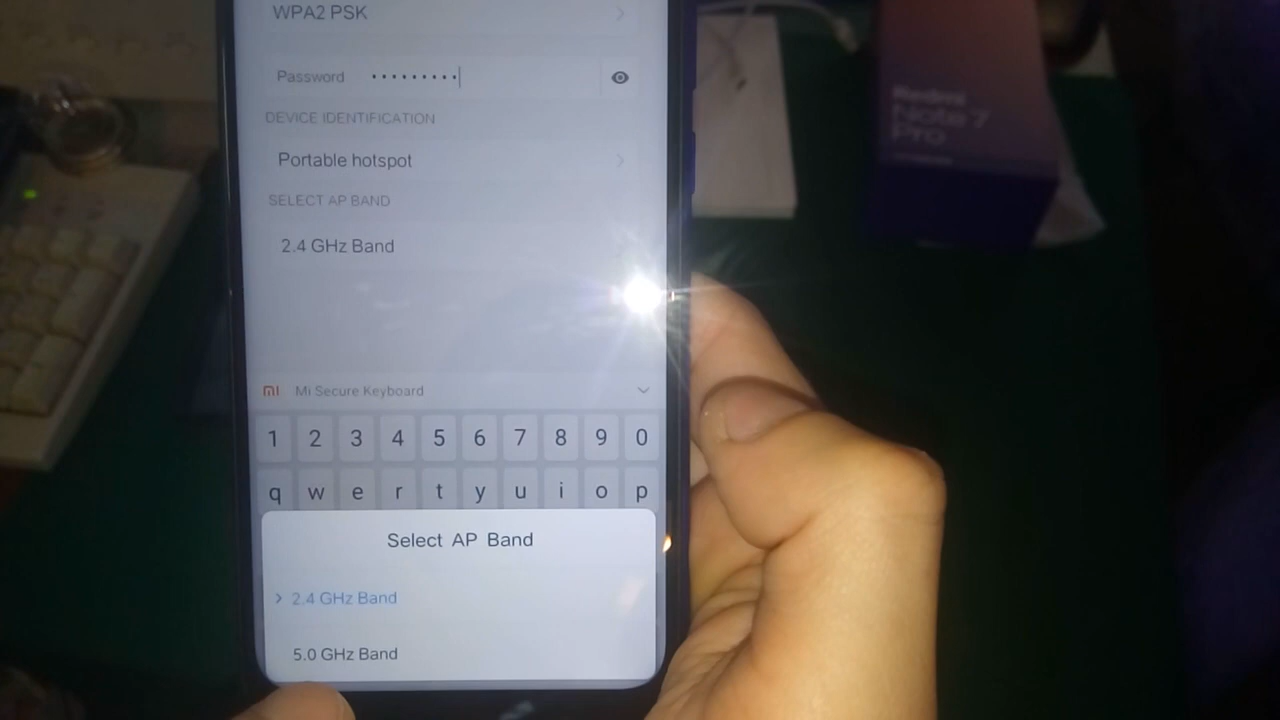 WPA2 PSK
Password •••••••••
DEVICE IDENTIFICATION
Portable hotspot
SELECT AP BAND
2.4 GHz Band
mi Mi Secure Keyboard
1 2 3 4 5 6 7 8 9 0
q w e r t y u i o p
Select AP Band
2.4 GHz Band
5.0 GHz Band
Redmi
Note 7
Pro